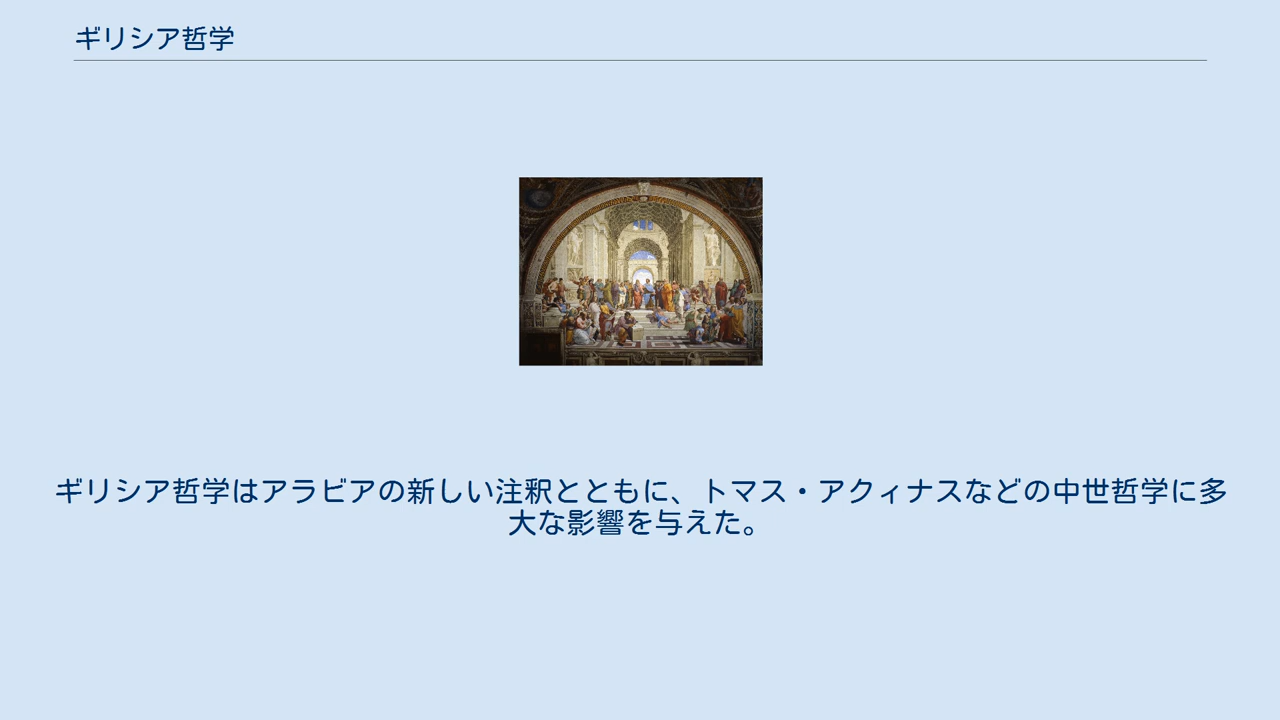 ギリシア哲学
ギリシア哲学はアラビアの新しい注釈とともに、トマス・アクィナスなどの中世哲学に多
大な影響を与えた。